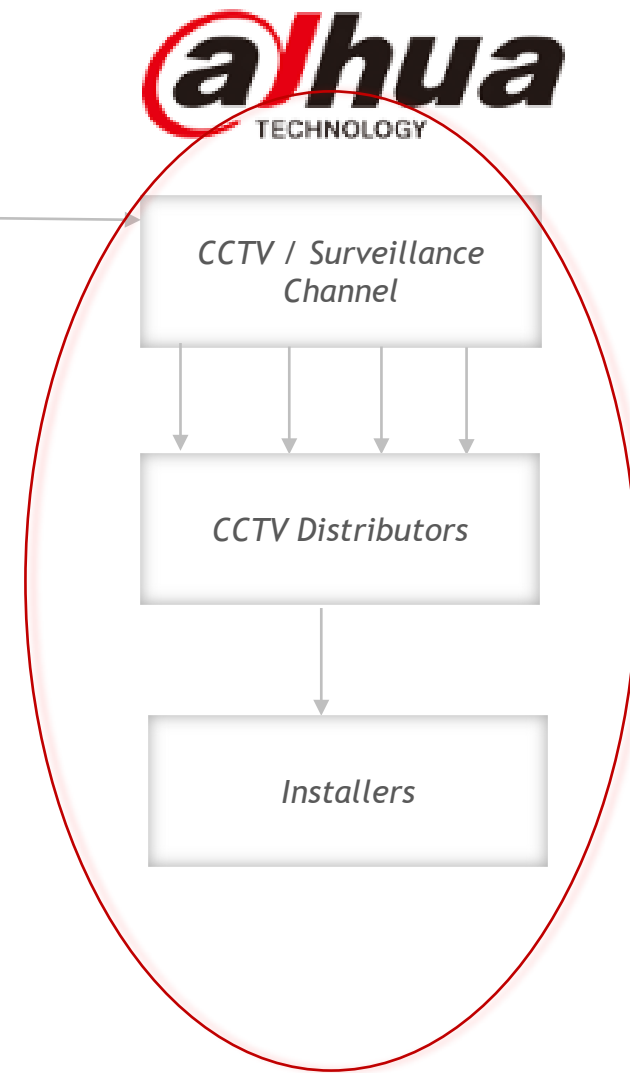 alhua
TECHNOLOGY
CCTV / Surveillance
Channel
CCTV Distributors
Installers